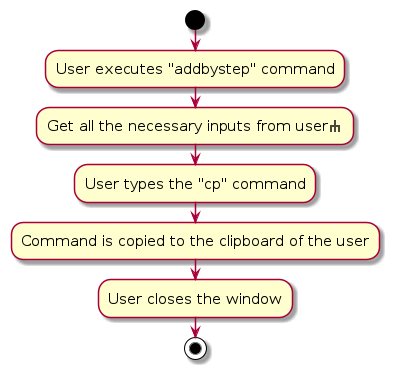 User executes "addbystep" command
Get all the necessary inputs from user
User types the "cp" command
Command is copied to the clipboard of the user
User closes the window